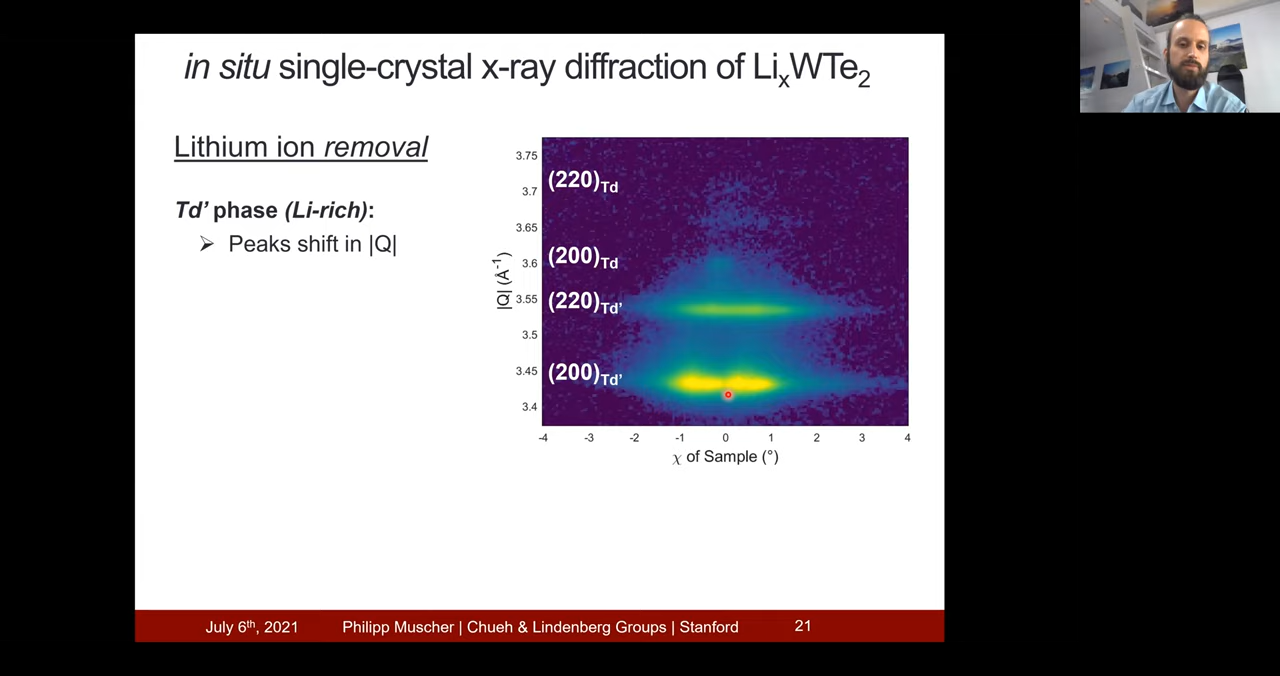 in situ single-crystal x-ray diffraction of LixWTe2
Lithium ion removal
Td’ phase (Li-rich):
➢ Peaks shift in |Q|
|Q| (Å-1)
3.75
3.7
3.65
3.6
3.55
3.5
3.45
3.4
(220)Td
(200)Td
(220)Td’
(200)Td’
-4 -3 -2 -1 0 1 2 3 4
χ of Sample (°)
July 6th, 2021 Philipp Muscher | Chueh & Lindenberg Groups | Stanford 21